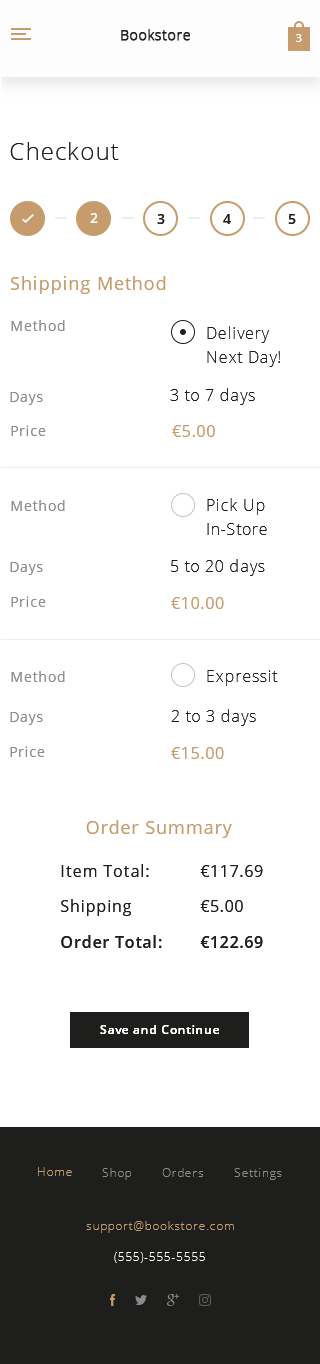 Bookstore
3
Checkout
2 3 4 5
Shipping Method
Method Delivery
Next Day!
Days 3 to 7 days
Price €5.00
Method Pick Up
In-Store
Days 5 to 20 days
Price €10.00
Method Expressit
Days 2 to 3 days
Price €15.00
Order Summary
Item Total: €117.69
Shipping €5.00
Order Total: €122.69
Save and Continue
Home Shop Orders Settings
support@bookstore.com
(555)-555-5555